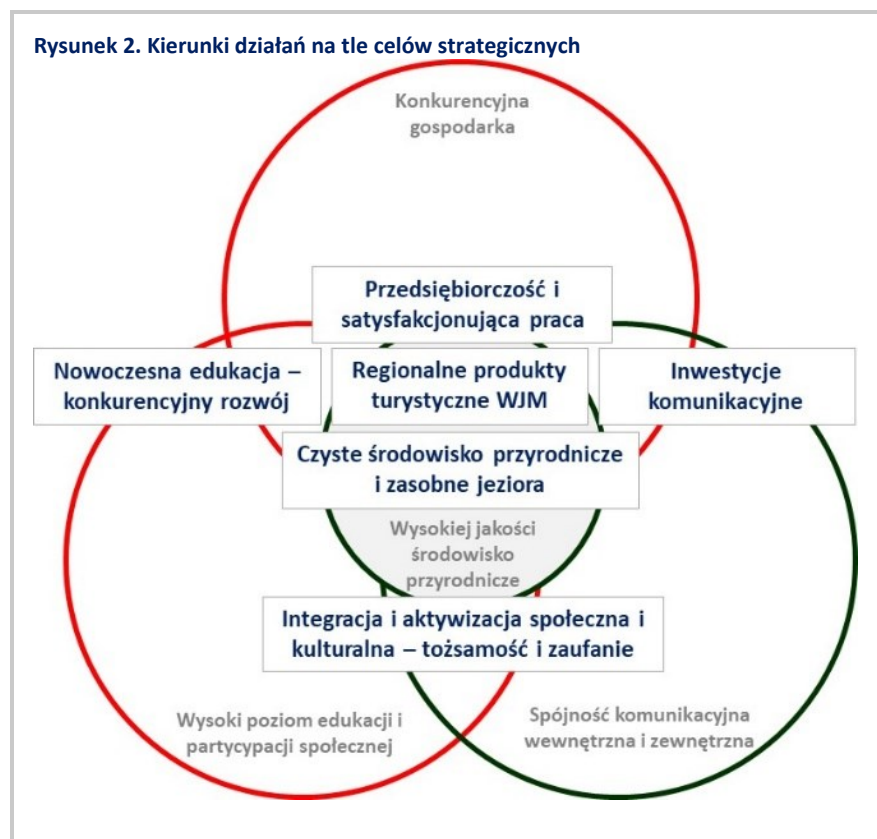 Rysunek 2. Kierunki działań na tle celów strategicznych
Konkurencyjna
gospodarka
Przedsiębiorczość i
satysfakcjonująca praca
Nowoczesna edukacja –
konkurencyjny rozwój
Regionalne produkty
turystyczne WJM
Inwestycje
komunikacyjne
Czyste środowisko przyrodnicze
i zasobne jeziora
Wysokiej jakości
środowisko
przyrodnicze
Integracja i aktywizacja społeczna i
kulturalna – tożsamość i zaufanie
Wysoki poziom edukacji i
partycypacji społecznej
Spójność komunikacyjna
wewnętrzna i zewnętrzna